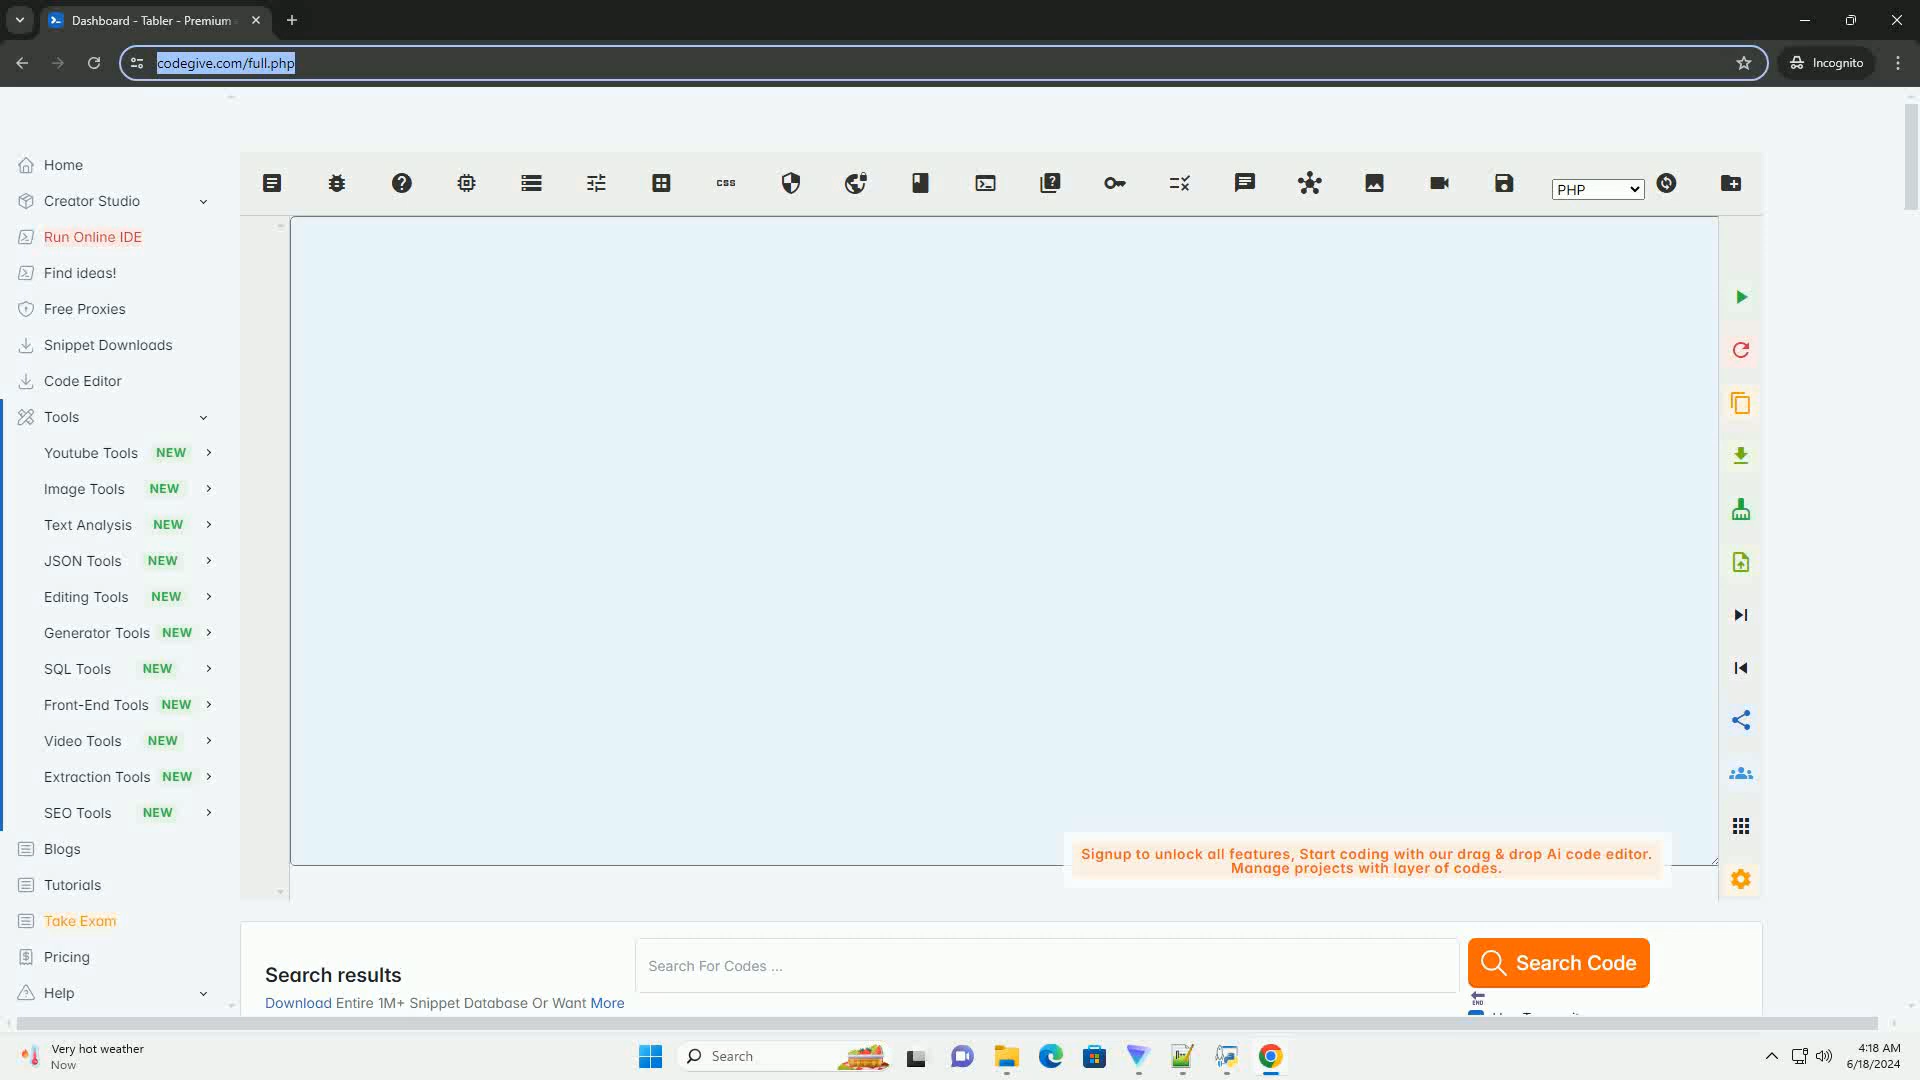 Dashboard - Tabler - Premium
codegive.com/full.php
Incognito
Home
Creator Studio
Run Online IDE
Find ideas!
Free Proxies
Snippet Downloads
Code Editor
Tools
Youtube Tools NEW
Image Tools NEW
Text Analysis NEW
JSON Tools NEW
Editing Tools NEW
Generator Tools NEW
SQL Tools NEW
Front-End Tools NEW
Video Tools NEW
Extraction Tools NEW
SEO Tools NEW
Blogs
Tutorials
Take Exam
Pricing
Help
CSS
PHP
Signup to unlock all features, Start coding with our drag & drop Ai code editor.
Manage projects with layer of codes.
Search results
Download Entire 1M+ Snippet Database Or Want More
Search For Codes ...
Search Code
END
Very hot weather
Now
Search
4:18 AM
6/18/2024